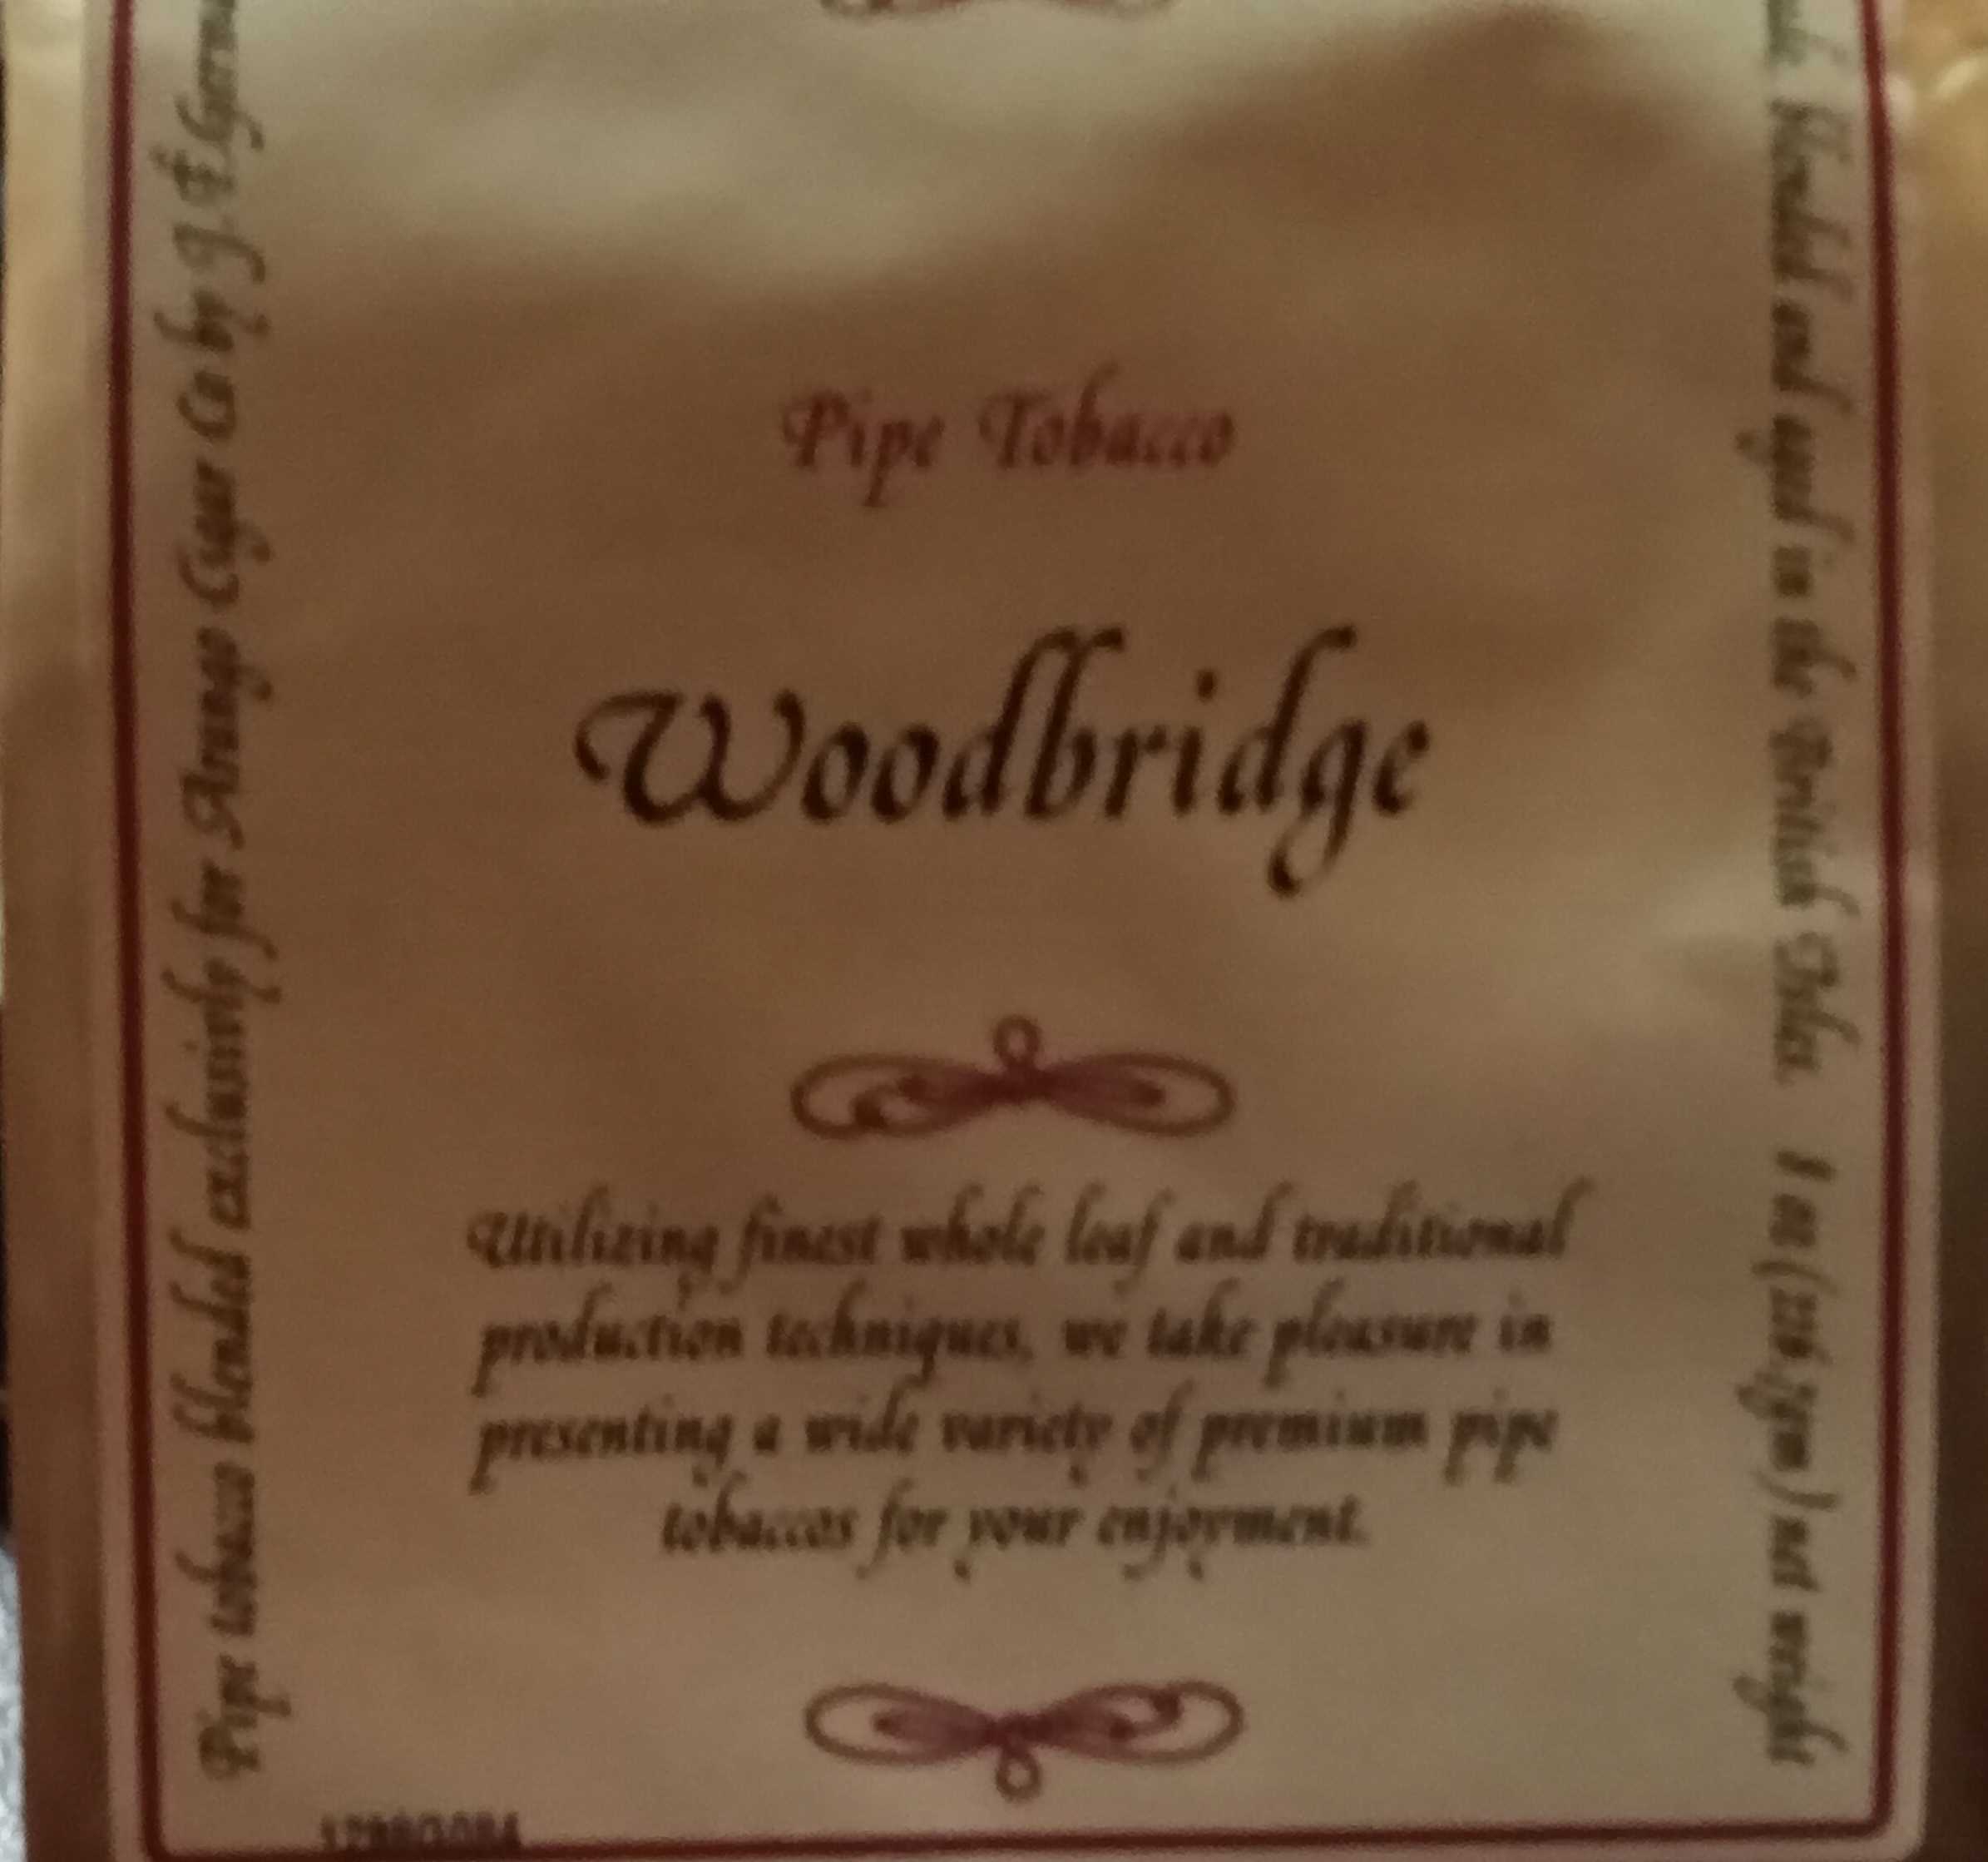 Pipe Tobacco
Woodbridge
Utilizing finest whole leaf and traditional
production techniques, we take pleasure in
presenting a wide variety of premium pipe
tobaccos for your enjoyment.
Pipe tobacco blended exclusively for Arango Cigar Co by J.F.Germa
Blended and aged in the British Isles. net weight